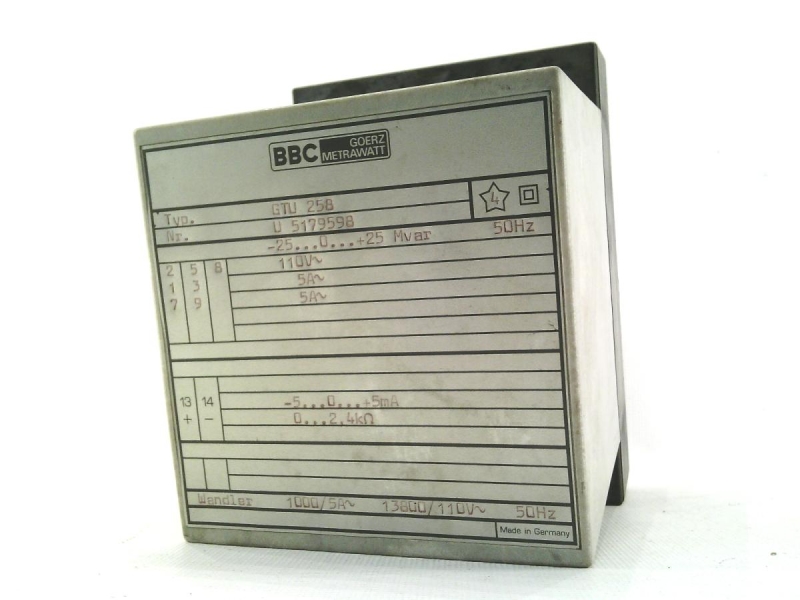 BBC GOERZ METRAWATT
Typ. GTU 258
4
Nr. U 5179598
-25...0...+25 Mvar 50Hz
2 5 8 110V~
1 3 5A~
7 9 5A~
13 14 -5...0...+5mA
+ - 0...2,4kΩ
Wandler 1000/5A~ 13800/110V~ 50Hz
Made in Germany